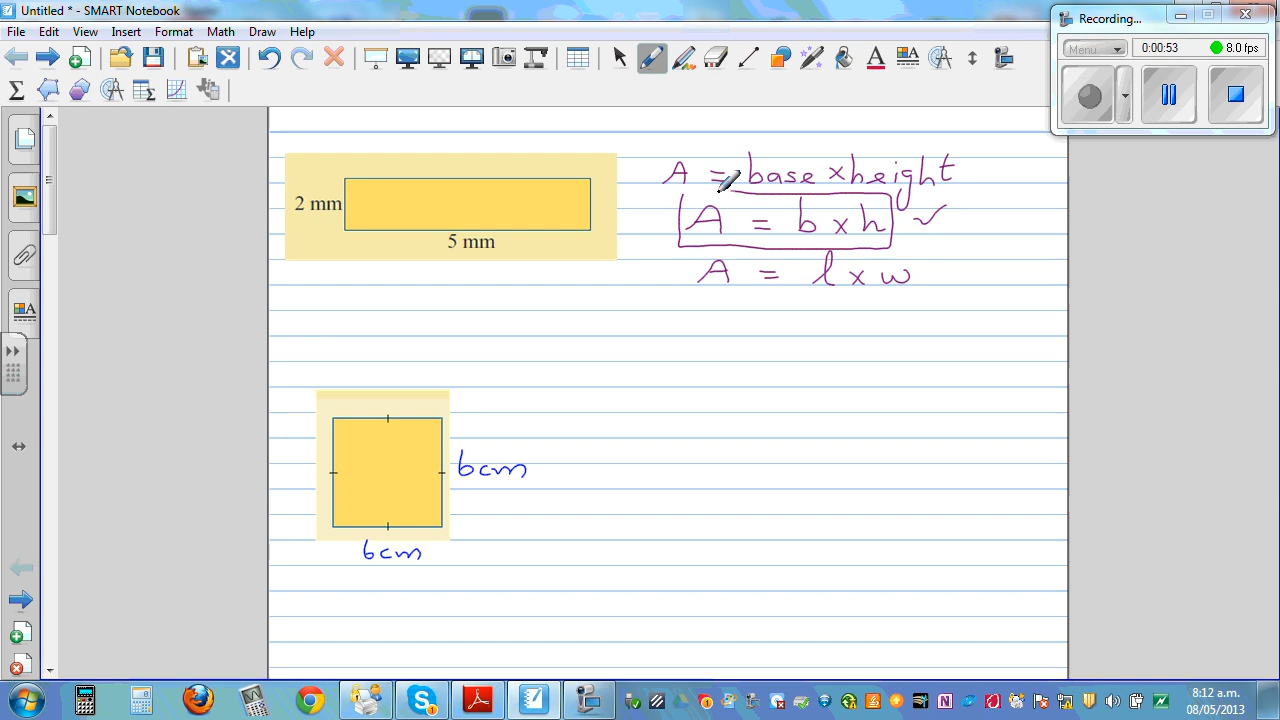 Untitled * - SMART Notebook
File Edit View Insert Format Math Draw Help
Recording...
Menu
0:00:53
8.0 fps
A = base × height
2 mm
5 mm
A = b × h ✓
A = l × w
6cm
6cm
8:12 a.m.
08/05/2013